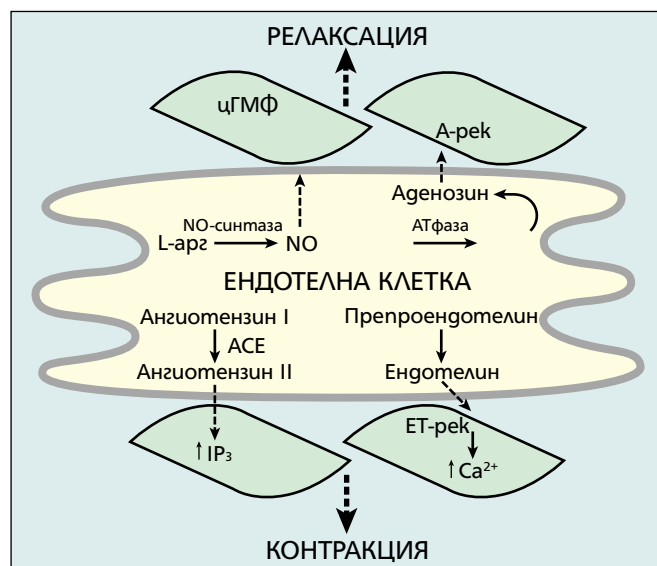 РЕЛАКСАЦИЯ
цГМФ
А-рек
Аденозин
NO-синтаза
L-арг
NO
АТфаза
ЕНДОТЕЛНА КЛЕТКА
Ангиотензин I
Препроендотелин
ACE
Ангиотензин II
Ендотелин
ЕТ-рек
↑ IP₃
↑ Ca²⁺
КОНТРАКЦИЯ